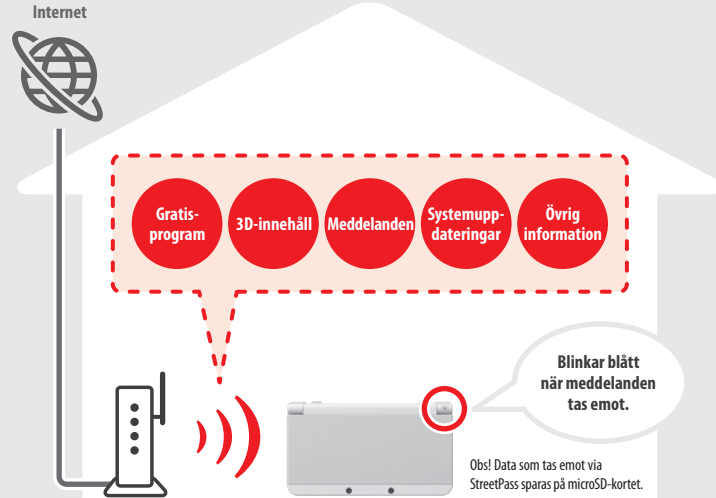 Internet
Gratis-
program
3D-innehåll
Meddelanden
Systemupp-
dateringar
Övrig
information
Blinkar blått
när meddelanden
tas emot.
Obs! Data som tas emot via
StreetPass sparas på microSD-kortet.